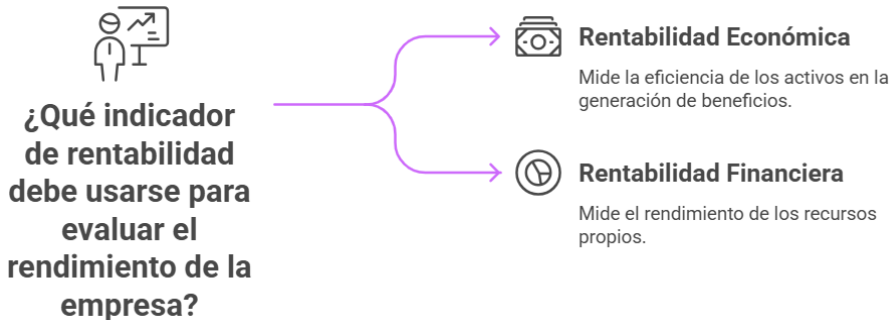 ¿Qué indicador
de rentabilidad
debe usarse para
evaluar el
rendimiento de la
empresa?
Rentabilidad Económica
Mide la eficiencia de los activos en la
generación de beneficios.
Rentabilidad Financiera
Mide el rendimiento de los recursos
propios.